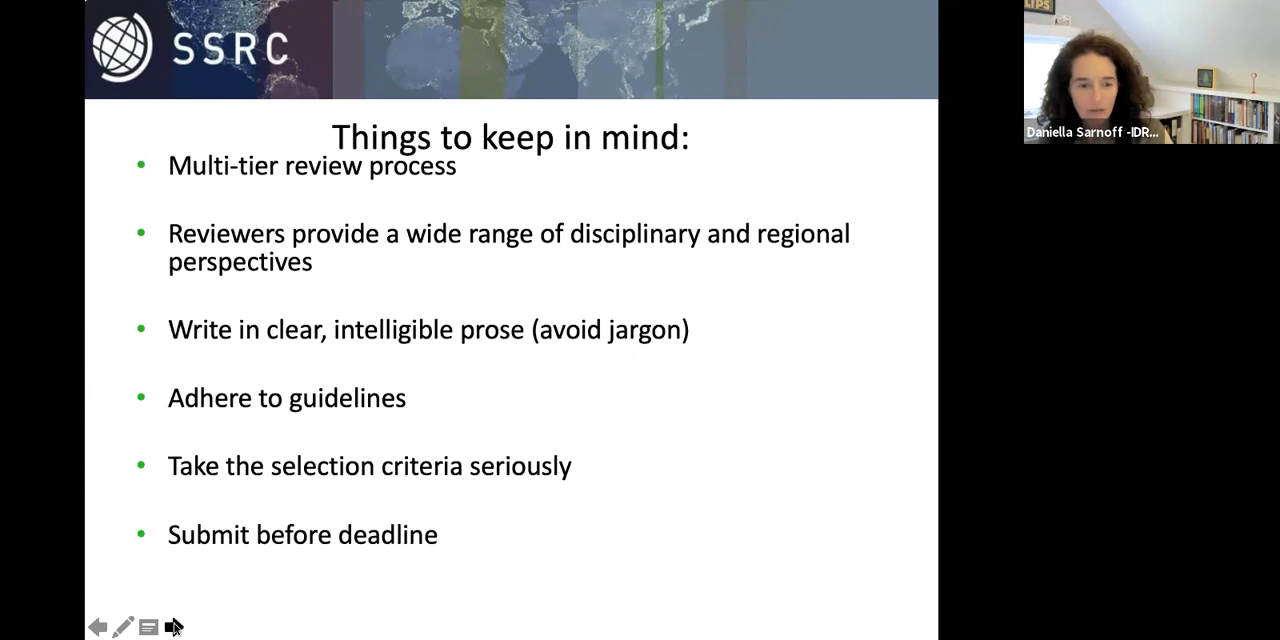 SSRC
Things to keep in mind:
• Multi-tier review process
• Reviewers provide a wide range of disciplinary and regional
perspectives
• Write in clear, intelligible prose (avoid jargon)
• Adhere to guidelines
• Take the selection criteria seriously
• Submit before deadline
LIPS
Daniella Sarnoff -IDR...